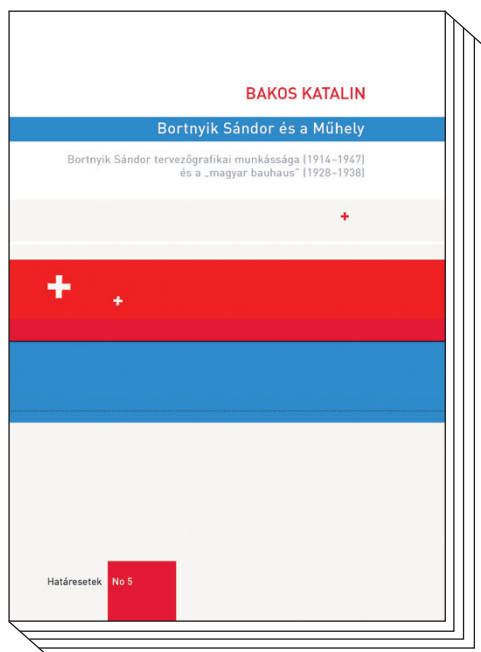 BAKOS KATALIN
Bortnyik Sándor és a Műhely
Bortnyik Sándor tervezőgrafikai munkássága (1914–1947)
és a „magyar bauhaus” (1928–1938)
Határesetek No 5